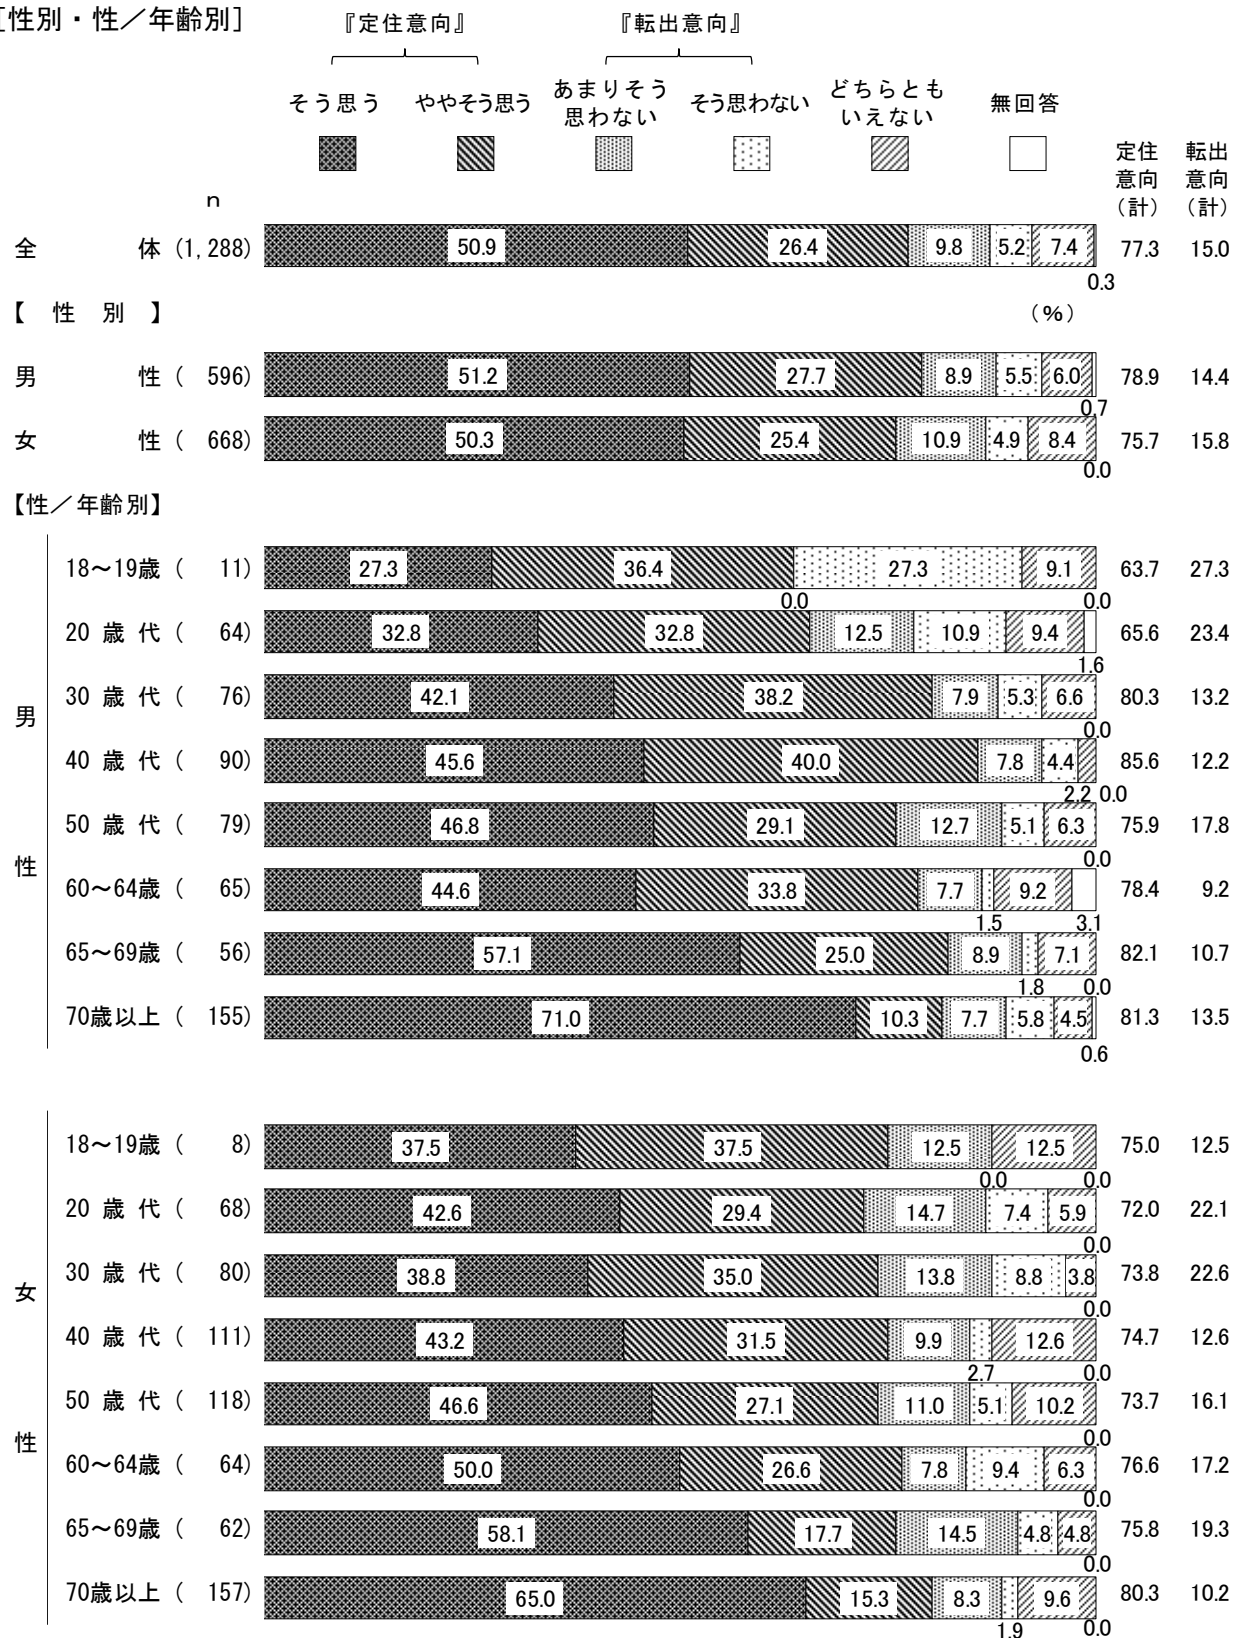 [性別・性／年齢別]
『定住意向』 『転出意向』
そう思う ややそう思う あまりそう思わない そう思わない どちらともいえない 無回答
定住意向（計） 転出意向（計）
n
全体 (1,288) 50.9 26.4 9.8 5.2 7.4 77.3 15.0
0.3
【性別】 （％）
男性 ( 596) 51.2 27.7 8.9 5.5 6.0 78.9 14.4
0.7
女性 ( 668) 50.3 25.4 10.9 4.9 8.4 75.7 15.8
0.0
【性／年齢別】
男性
18～19歳 ( 11) 27.3 36.4 27.3 9.1 63.7 27.3
0.0 0.0
20歳代 ( 64) 32.8 32.8 12.5 10.9 9.4 65.6 23.4
1.6
30歳代 ( 76) 42.1 38.2 7.9 5.3 6.6 80.3 13.2
0.0
40歳代 ( 90) 45.6 40.0 7.8 4.4 85.6 12.2
2.2 0.0
50歳代 ( 79) 46.8 29.1 12.7 5.1 6.3 75.9 17.8
0.0
60～64歳 ( 65) 44.6 33.8 7.7 9.2 78.4 9.2
1.5 3.1
65～69歳 ( 56) 57.1 25.0 8.9 7.1 82.1 10.7
1.8 0.0
70歳以上 ( 155) 71.0 10.3 7.7 5.8 4.5 81.3 13.5
0.6
女性
18～19歳 ( 8) 37.5 37.5 12.5 12.5 75.0 12.5
0.0 0.0
20歳代 ( 68) 42.6 29.4 14.7 7.4 5.9 72.0 22.1
0.0
30歳代 ( 80) 38.8 35.0 13.8 8.8 3.8 73.8 22.6
0.0
40歳代 ( 111) 43.2 31.5 9.9 12.6 74.7 12.6
2.7 0.0
50歳代 ( 118) 46.6 27.1 11.0 5.1 10.2 73.7 16.1
0.0
60～64歳 ( 64) 50.0 26.6 7.8 9.4 6.3 76.6 17.2
0.0
65～69歳 ( 62) 58.1 17.7 14.5 4.8 4.8 75.8 19.3
0.0
70歳以上 ( 157) 65.0 15.3 8.3 9.6 80.3 10.2
1.9 0.0